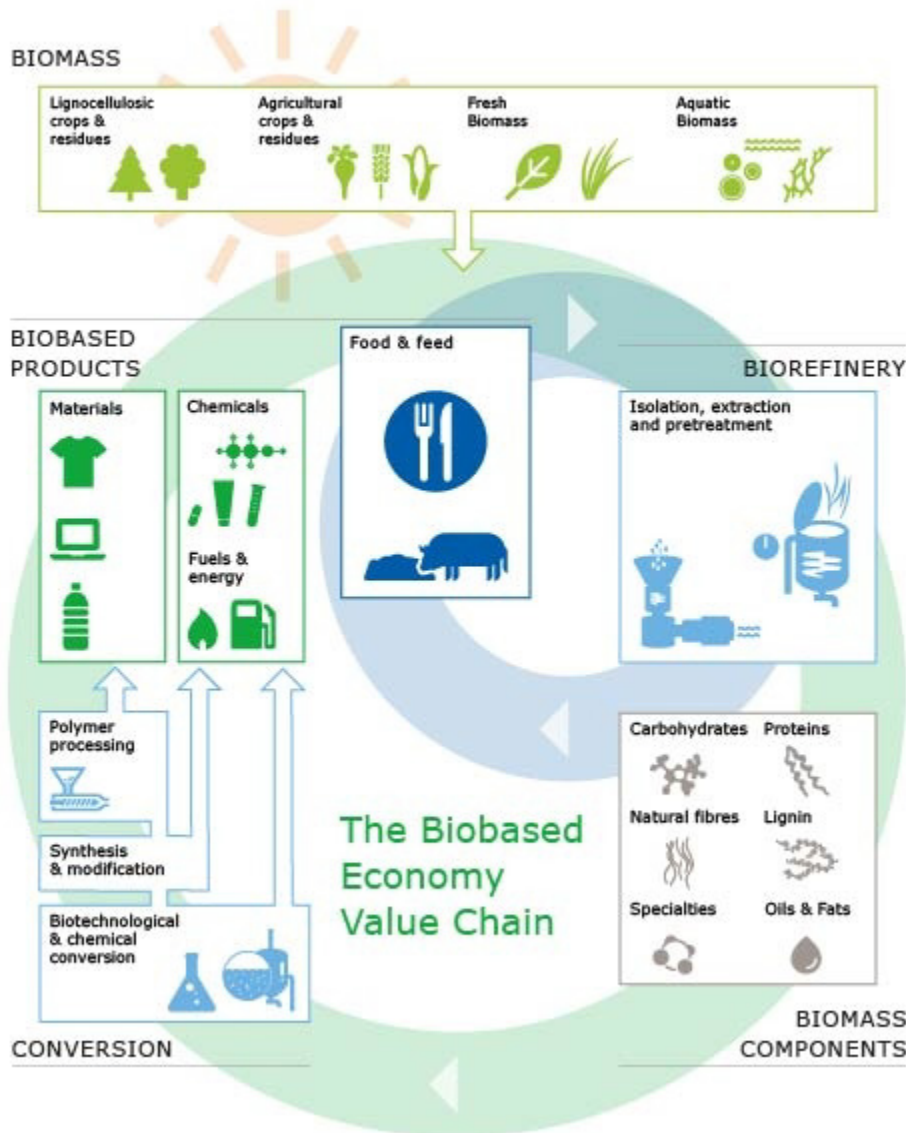 BIOMASS
Lignocellulosic
crops &
residues
Agricultural
crops &
residues
Fresh
Biomass
Aquatic
Biomass
BIOBASED
PRODUCTS
Materials
Chemicals
Fuels &
energy
Food & feed
BIOREFINERY
Isolation, extraction
and pretreatment
Polymer
processing
Synthesis
& modification
Biotechnological
& chemical
conversion
CONVERSION
The Biobased
Economy
Value Chain
Carbohydrates
Proteins
Natural fibres
Lignin
Specialties
Oils & Fats
BIOMASS
COMPONENTS